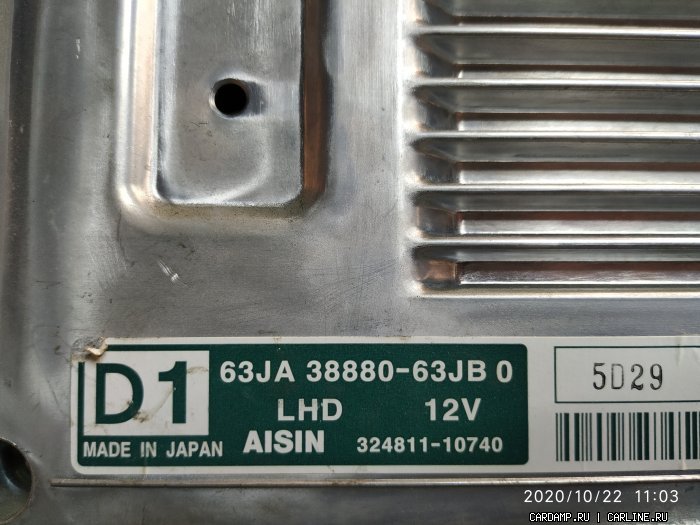 D1 63JA 38880-63JB 0
LHD 12V
MADE IN JAPAN AISIN 324811-10740
5D29
2020/10/22 11:03
CARDAMP.RU | CARLINE.RU